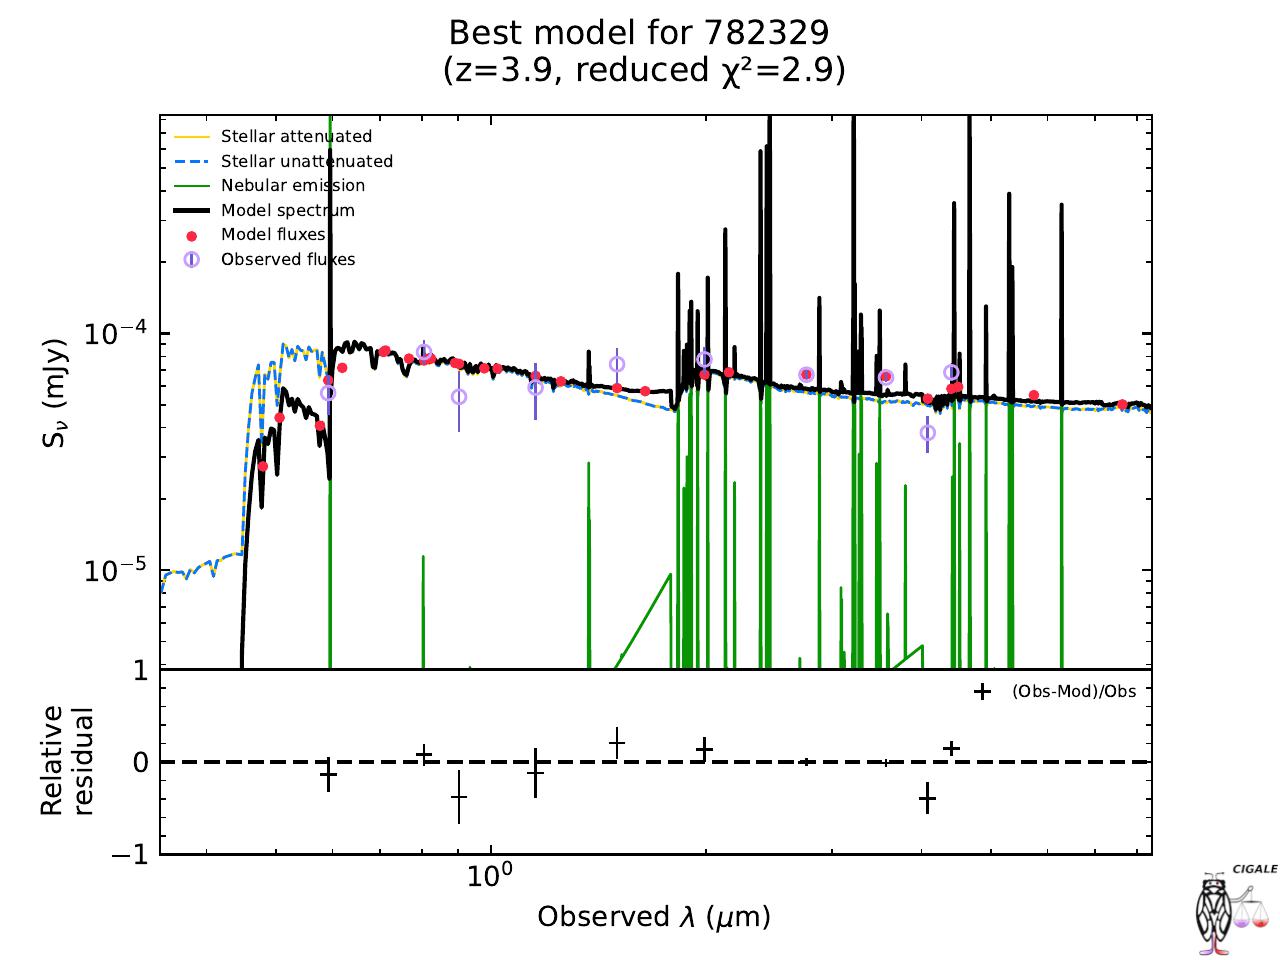 Best model for 782329
(z=3.9, reduced χ²=2.9)
Stellar attenuated
Stellar unattenuated
Nebular emission
Model spectrum
Model fluxes
Observed fluxes
10⁻⁴
10⁻⁵
S_ν (mJy)
1
0
−1
Relative
residual
(Obs-Mod)/Obs
10⁰
Observed λ (μm)
CIGALE